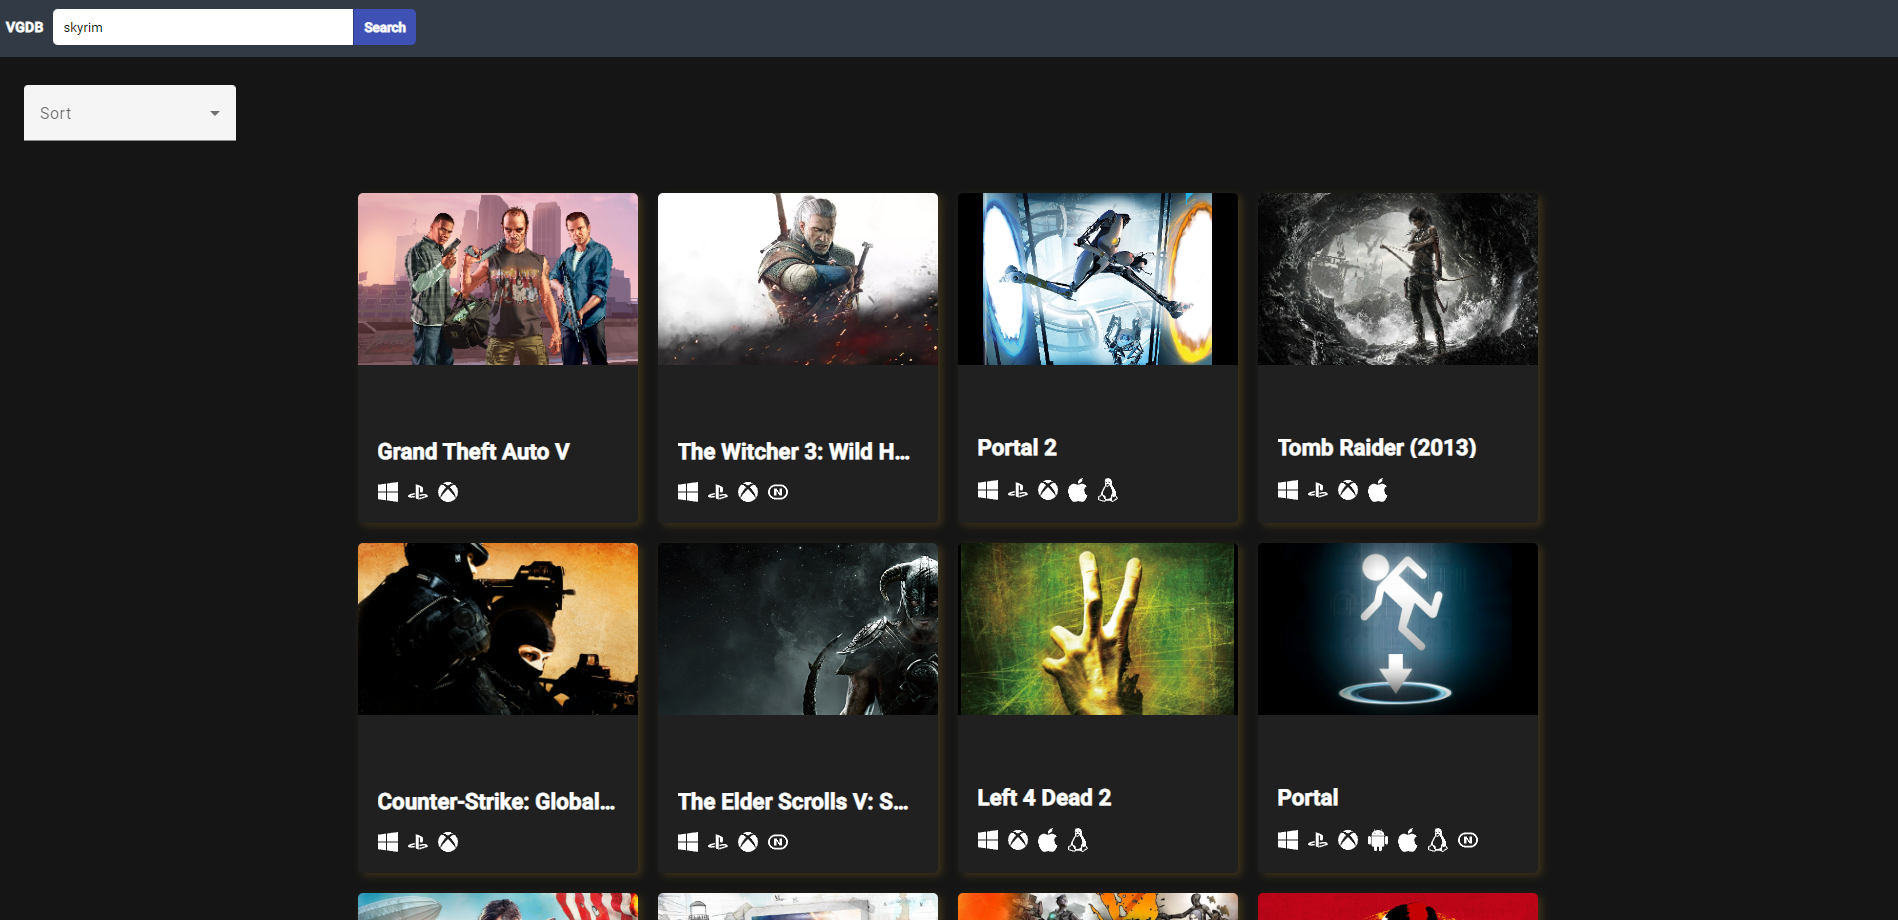 VGDB
skyrim
Search
Sort
Grand Theft Auto V
The Witcher 3: Wild H...
Portal 2
Tomb Raider (2013)
Counter-Strike: Global...
The Elder Scrolls V: S...
Left 4 Dead 2
Portal